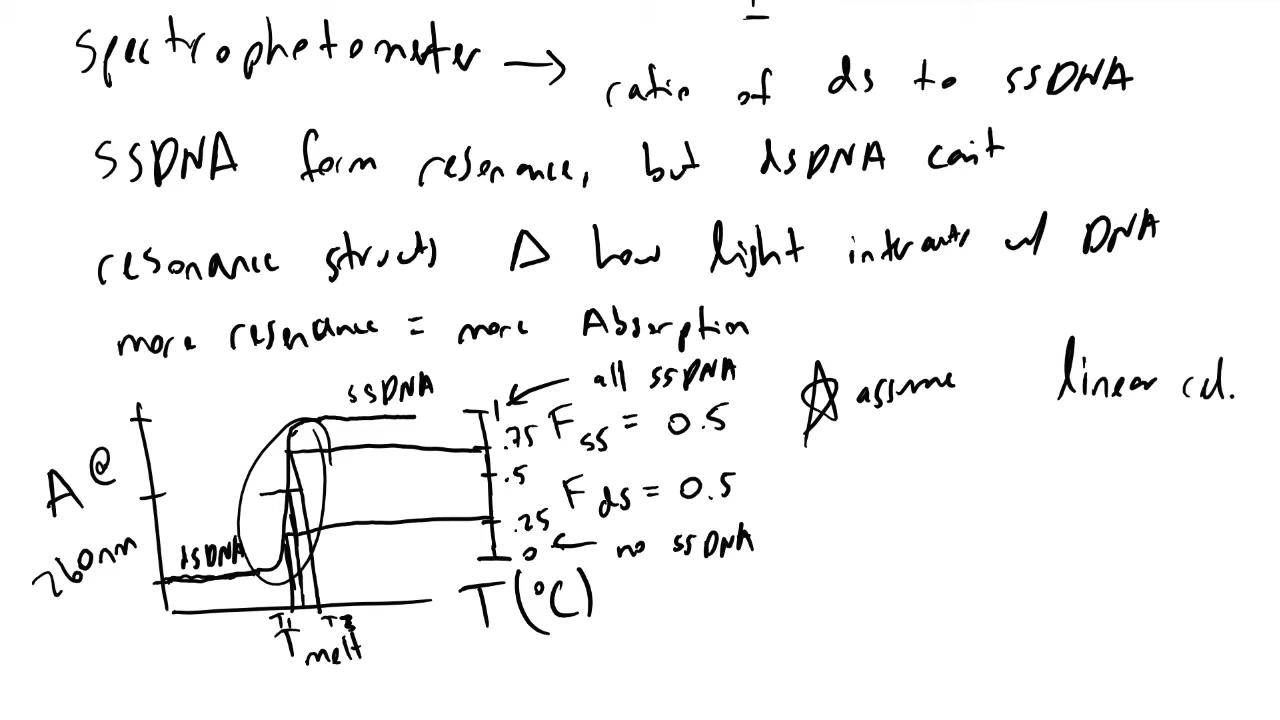 spectrophotometer → ratio of ds to ssDNA
SSDNA form resonance, but dsDNA can't
resonance structs Δ how light interacts w/ DNA
more resonance = more Absorption
ssDNA
1 ← all ssDNA
☆ assume linear rel.
.75 Fss = 0.5
A @ 260nm
.5
Fds = 0.5
.25
dsDNA
0 ← no ssDNA
T (°C)
T1 T2
Tmelt